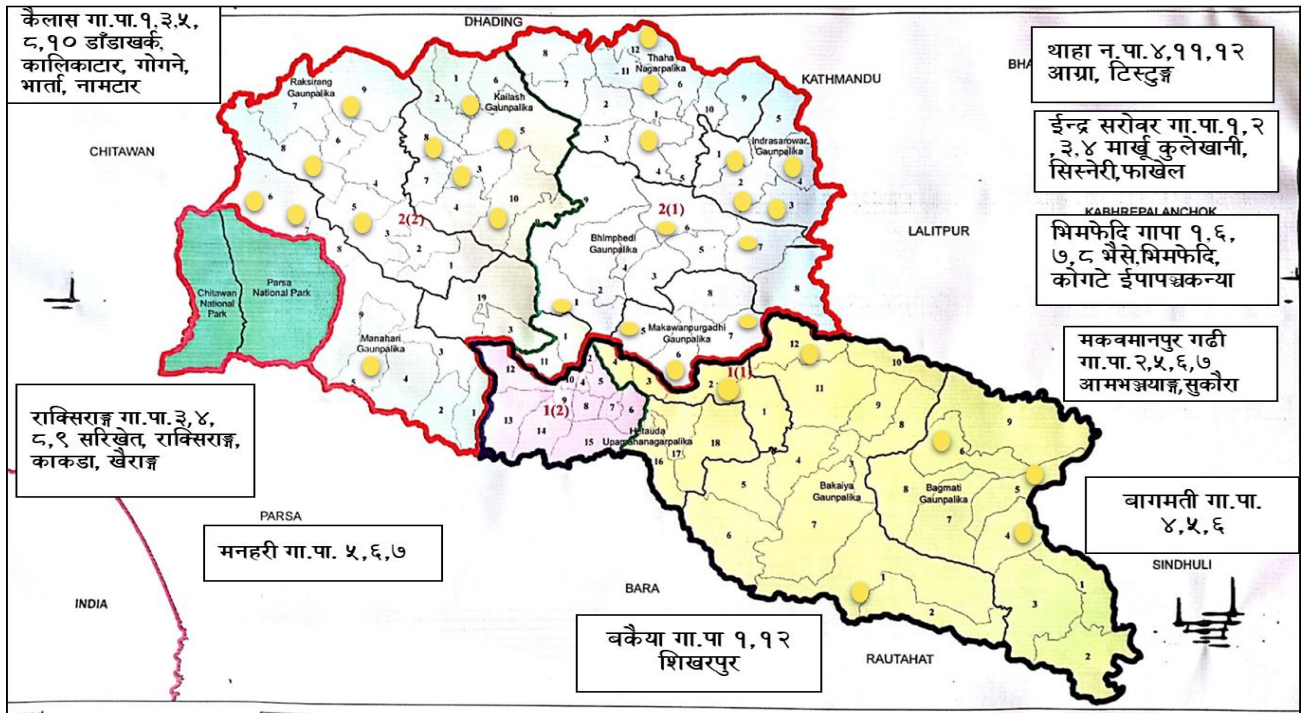 कैलास गा.पा.१,३,५,
८,१० डाँडाखर्क,
कालिकाटार, गोगने,
भार्ता, नामटार
DHADING
थाहा न.पा.४,११,१२
आग्रा, टिस्टुङ्ग
KATHMANDU
CHITAWAN
ईन्द्र सरोवर गा.पा.१,२
,३,४ मार्खू कुलेखानी,
सिस्नेरी,फाखेल
KABHREPALANCHOK
LALITPUR
भिमफेदि गापा १,६,
७,८ भैसे,भिमफेदि,
कोगटे ईपापञ्चकन्या
मकवमानपुर गढी
गा.पा.२,५,६,७
आमभञ्ज्याङ्ग,सुकौरा
Raksirang
Gaunpalika
Kailash
Gaunpalika
Thaha
Nagarpalika
Indrasarowar
Gaunpalika
2(2)
2(1)
Bhimphedi
Gaunpalika
Chitawan
National
Park
Parsa
National Park
Manahari
Gaunpalika
Makawanpurgadhi
Gaunpalika
1(1)
1(2)
Hetauda
Upamahanagarpalika
Bakaiya
Gaunpalika
Bagmati
Gaunpalika
राक्सिराङ्ग गा.पा.३,४,
८,९ सरिखेत, राक्सिराङ्ग,
काकडा, खैराङ्ग
बागमती गा.पा.
४,५,६
PARSA
मनहरी गा.पा. ५,६,७
SINDHULI
BARA
INDIA
बकैया गा.पा १,१२
शिखरपुर
RAUTAHAT